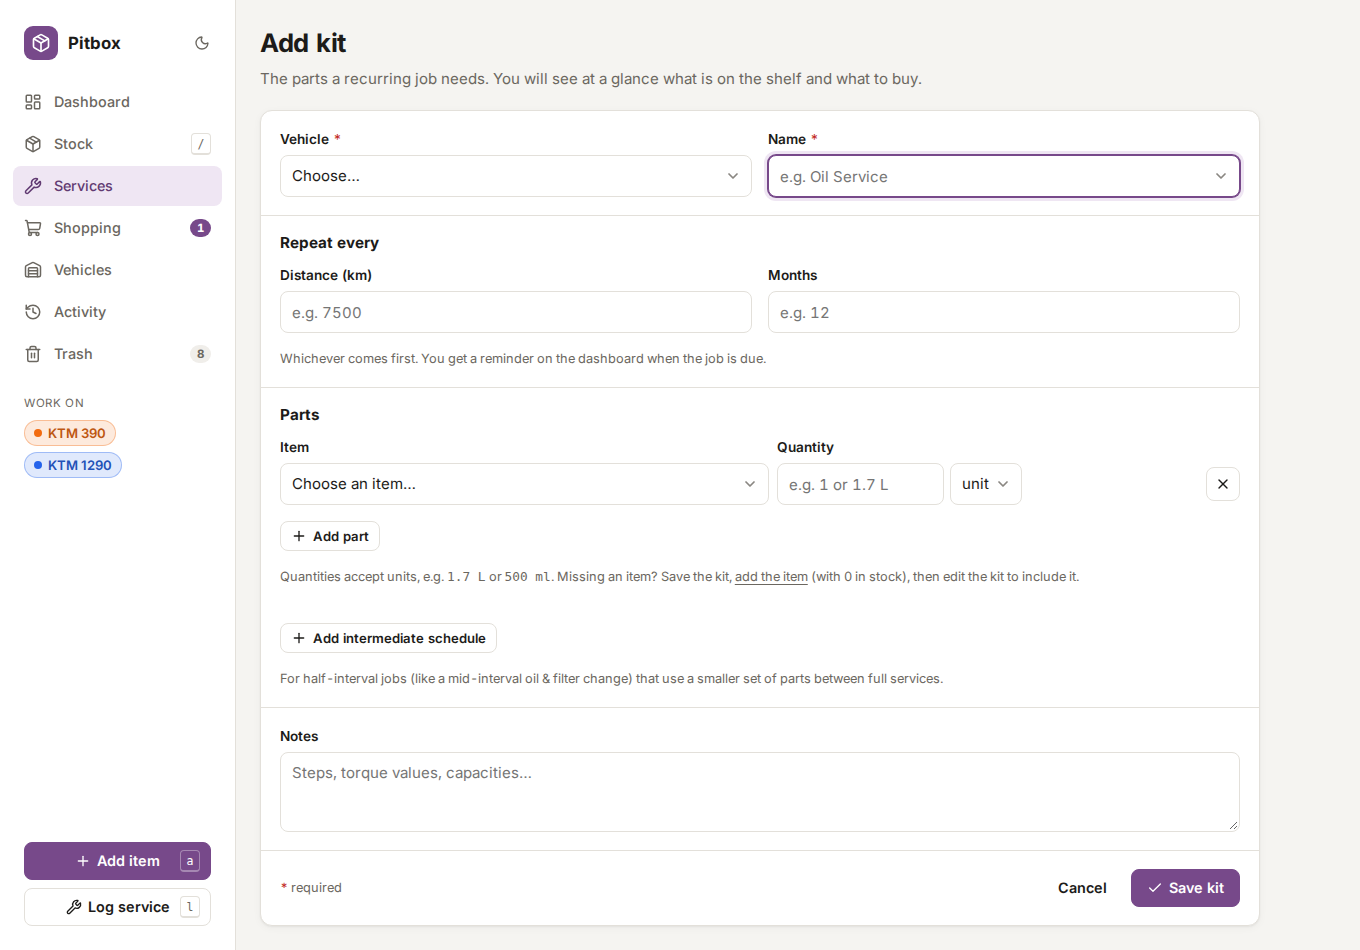 Pitbox
Dashboard
Stock /
Services
Shopping 1
Vehicles
Activity
Trash 8
WORK ON
KTM 390
KTM 1290
Add item a
Log service l
Add kit
The parts a recurring job needs. You will see at a glance what is on the shelf and what to buy.
Vehicle * Name *
Choose... e.g. Oil Service
Repeat every
Distance (km) Months
e.g. 7500 e.g. 12
Whichever comes first. You get a reminder on the dashboard when the job is due.
Parts
Item Quantity
Choose an item... e.g. 1 or 1.7 L unit
Add part
Quantities accept units, e.g. 1.7 L or 500 ml. Missing an item? Save the kit, add the item (with 0 in stock), then edit the kit to include it.
Add intermediate schedule
For half-interval jobs (like a mid-interval oil & filter change) that use a smaller set of parts between full services.
Notes
Steps, torque values, capacities...
* required Cancel Save kit